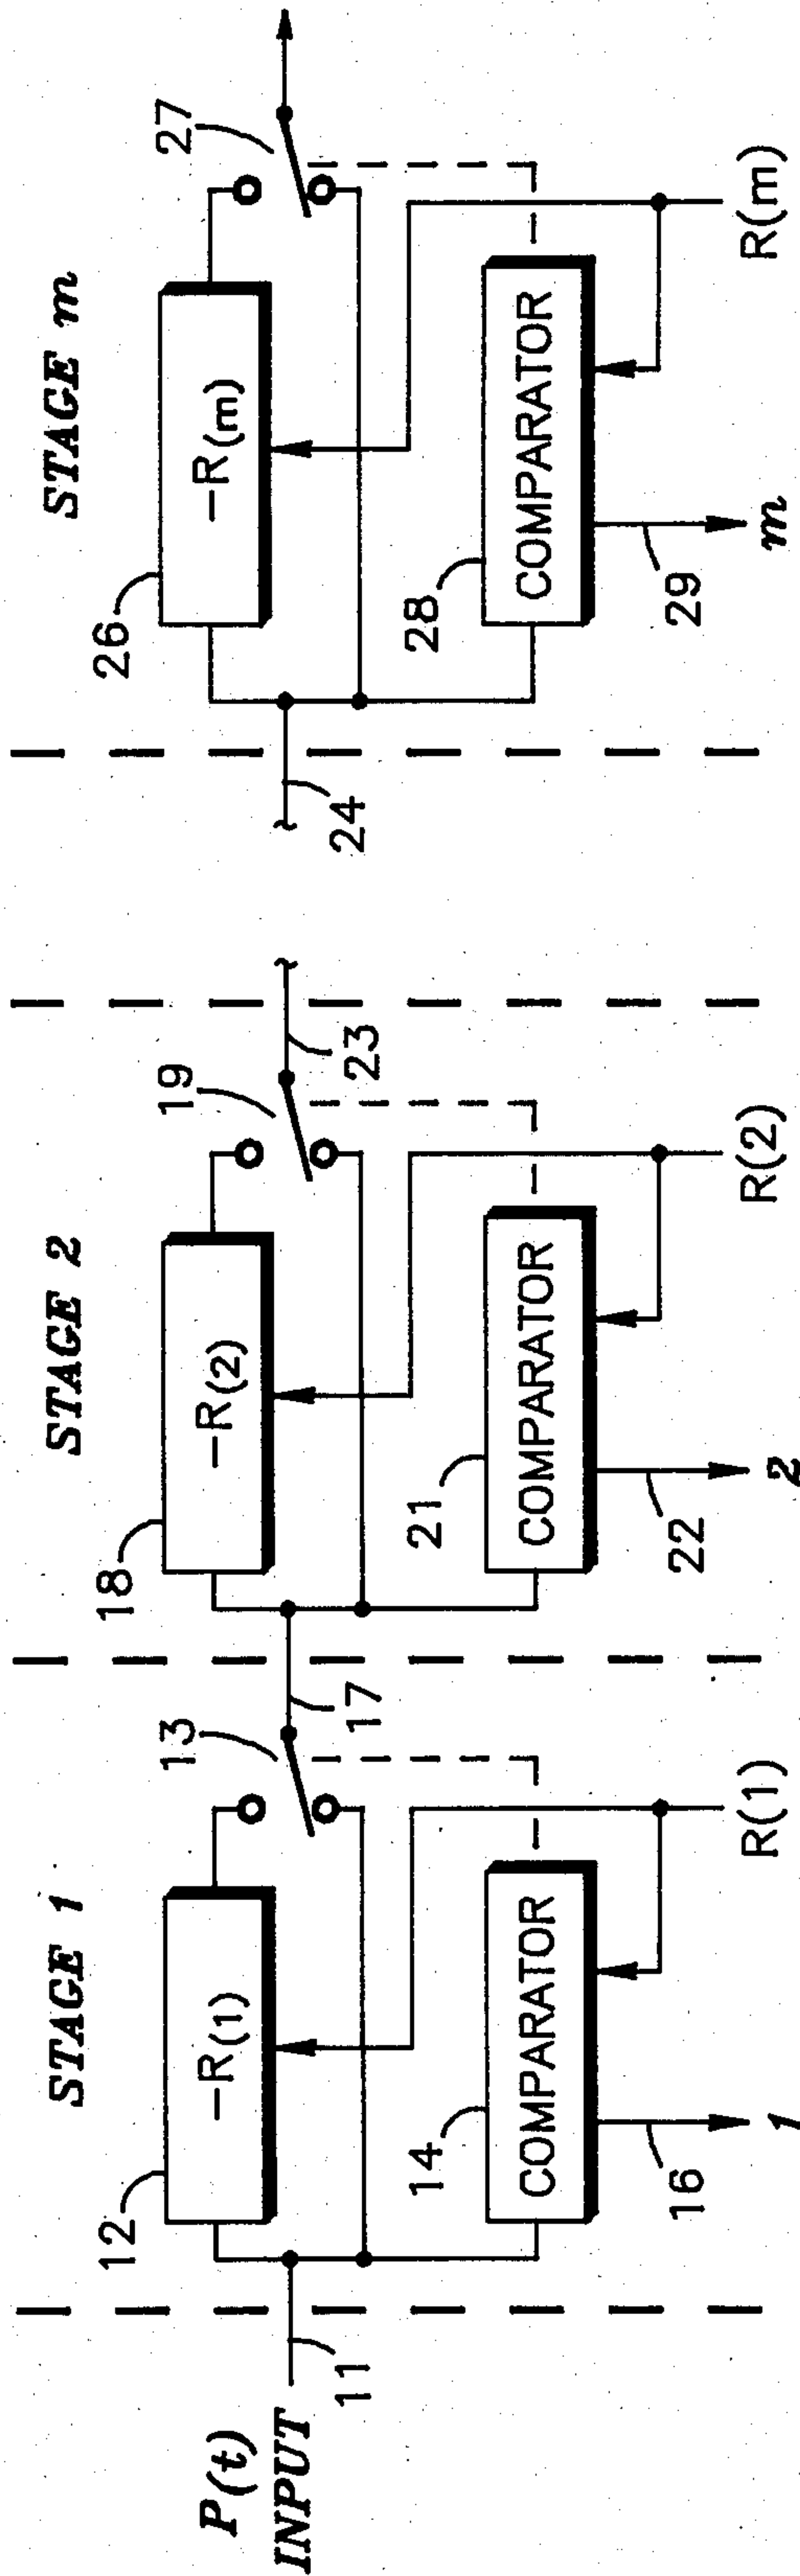 STAGE 1
STAGE 2
STAGE m
P(t)
INPUT
11
12
−R(1)
13
14
COMPARATOR
16
1
R(1)
17
18
−R(2)
19
21
COMPARATOR
22
2
R(2)
23
24
26
−R(m)
27
28
COMPARATOR
29
m
R(m)